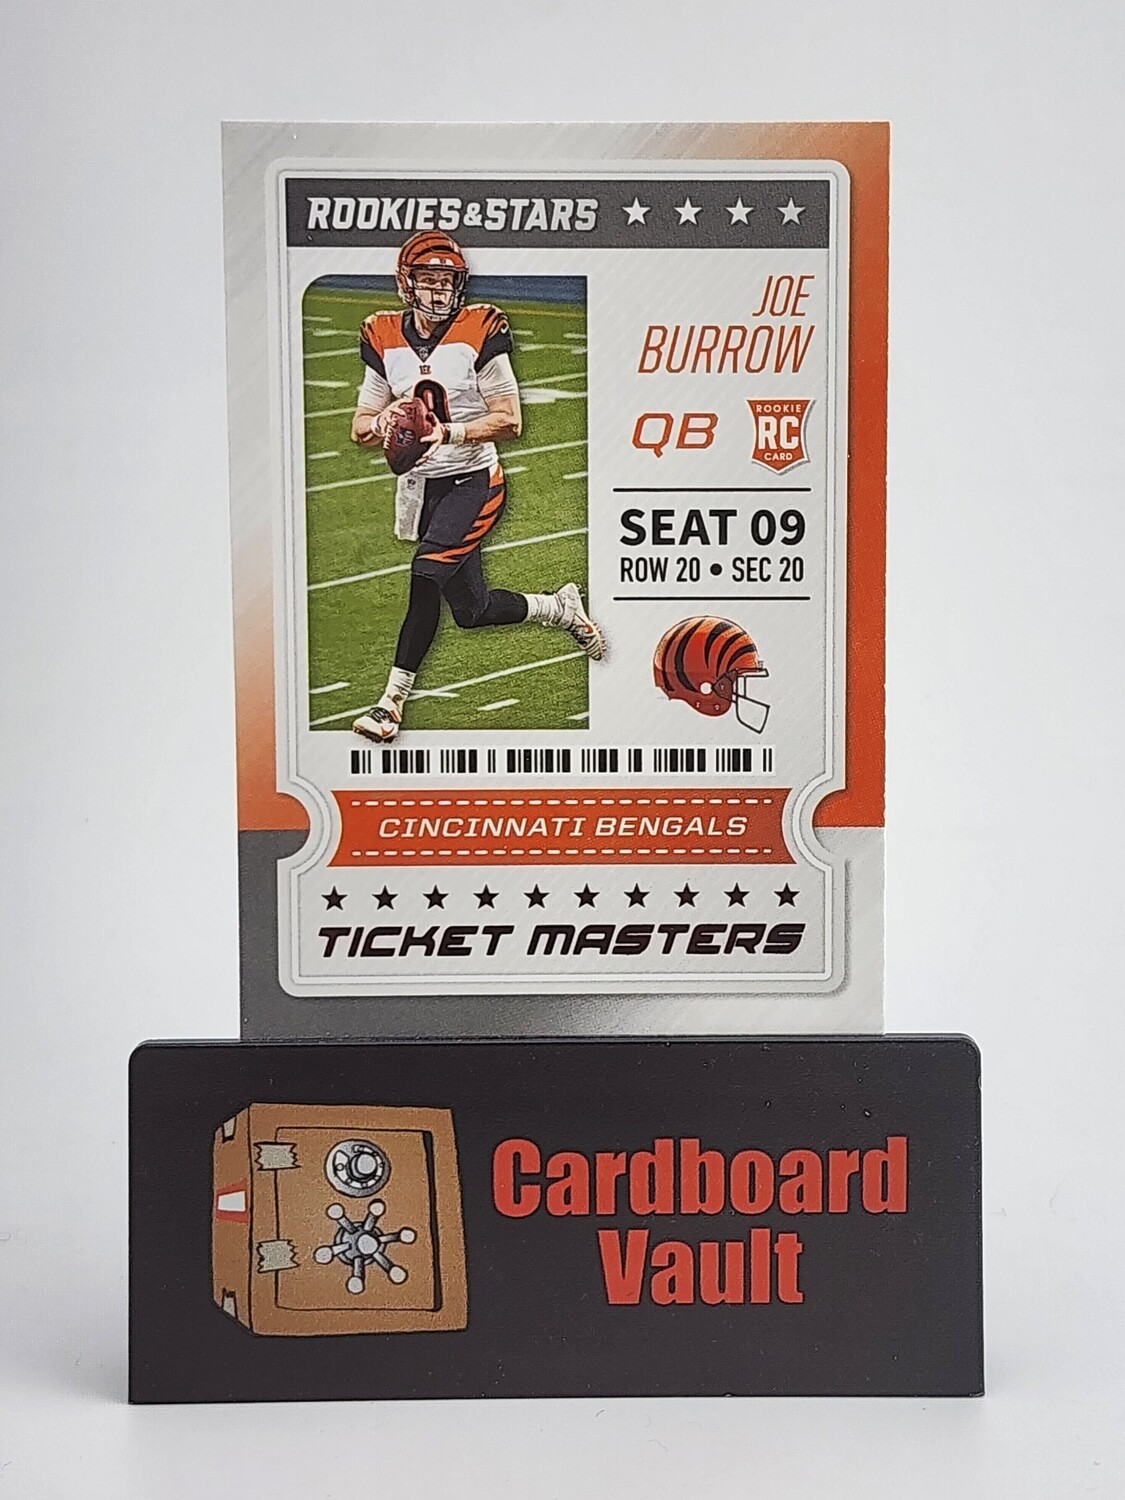 ROOKIES&STARS
JOE
BURROW
QB
ROOKIE
RC
CARD
SEAT 09
ROW 20 • SEC 20
9
CINCINNATI BENGALS
TICKET MASTERS
Cardboard
Vault